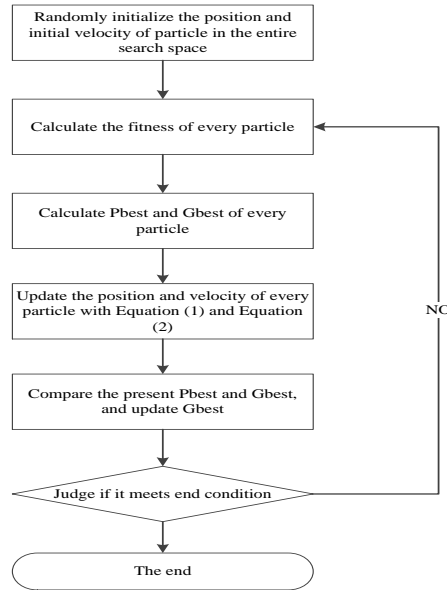 Randomly initialize the position and
initial velocity of particle in the entire
search space
Calculate the fitness of every particle
Calculate Pbest and Gbest of every
particle
Update the position and velocity of every
particle with Equation (1) and Equation
(2)
NO
Compare the present Pbest and Gbest,
and update Gbest
Judge if it meets end condition
The end